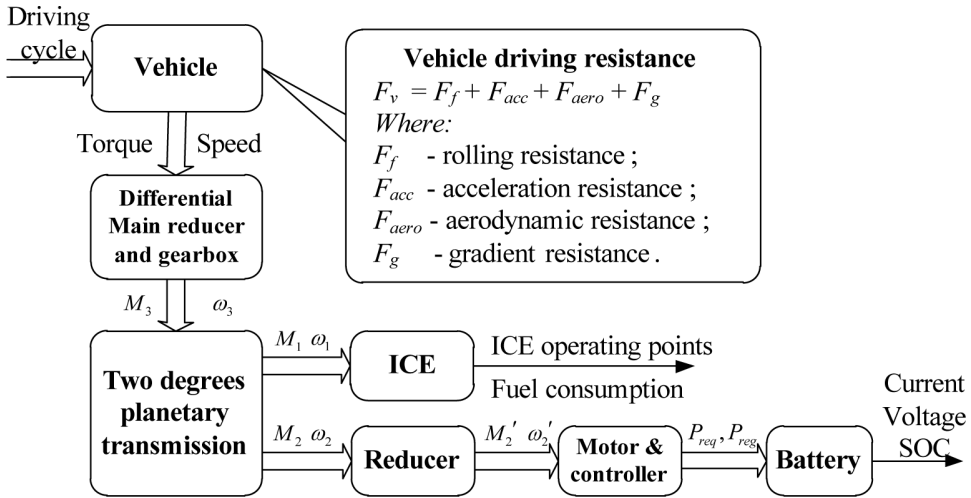 Driving
cycle
Vehicle
Vehicle driving resistance
F_v = F_f + F_acc + F_aero + F_g
Where:
F_f - rolling resistance ;
F_acc - acceleration resistance ;
F_aero - aerodynamic resistance ;
F_g - gradient resistance .
Torque Speed
Differential
Main reducer
and gearbox
M_3 ω_3
Two degrees
planetary
transmission
M_1 ω_1
ICE
ICE operating points
Fuel consumption
M_2 ω_2
Reducer
M_2' ω_2'
Motor &
controller
P_req , P_reg
Battery
Current
Voltage
SOC